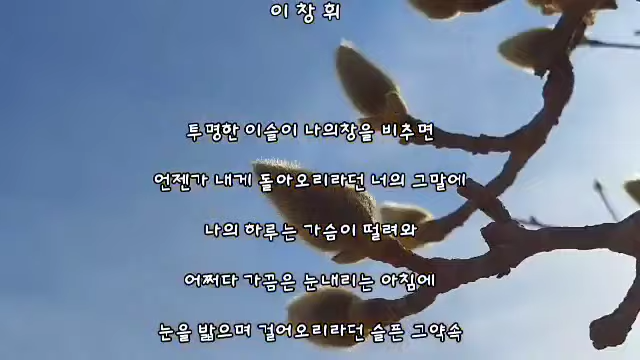 이 창 휘
투명한 이슬이 나의창을 비추면
언젠가 내게 돌아오리라던 너의 그말에
나의 하루는 가슴이 떨려와
어쩌다 가끔은 눈내리는 아침에
눈을 밟으며 걸어오리라던 슬픈 그약속